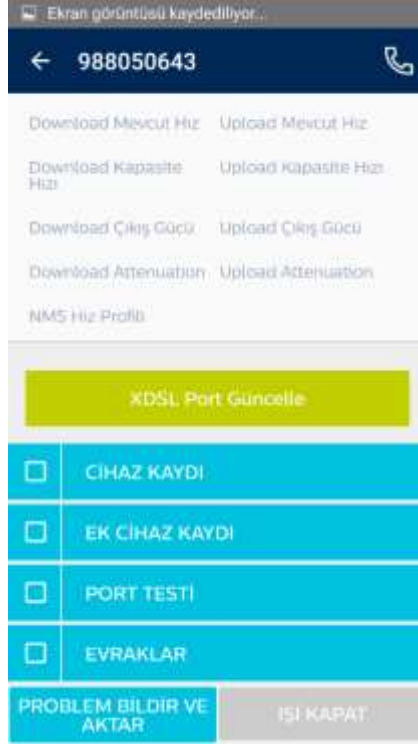 Ekran görüntüsü kaydediliyor...
988050643
Download Mevcut Hız Upload Mevcut Hız
Download Kapasite Upload Kapasite Hızı
Hızı
Download Çıkış Gücü Upload Çıkış Gücü
Download Attenuation Upload Attenuation
NMS Hız Profili
XDSL Port Güncelle
CİHAZ KAYDI
EK CİHAZ KAYDI
PORT TESTİ
EVRAKLAR
PROBLEM BİLDİR VE
AKTAR
İŞİ KAPAT